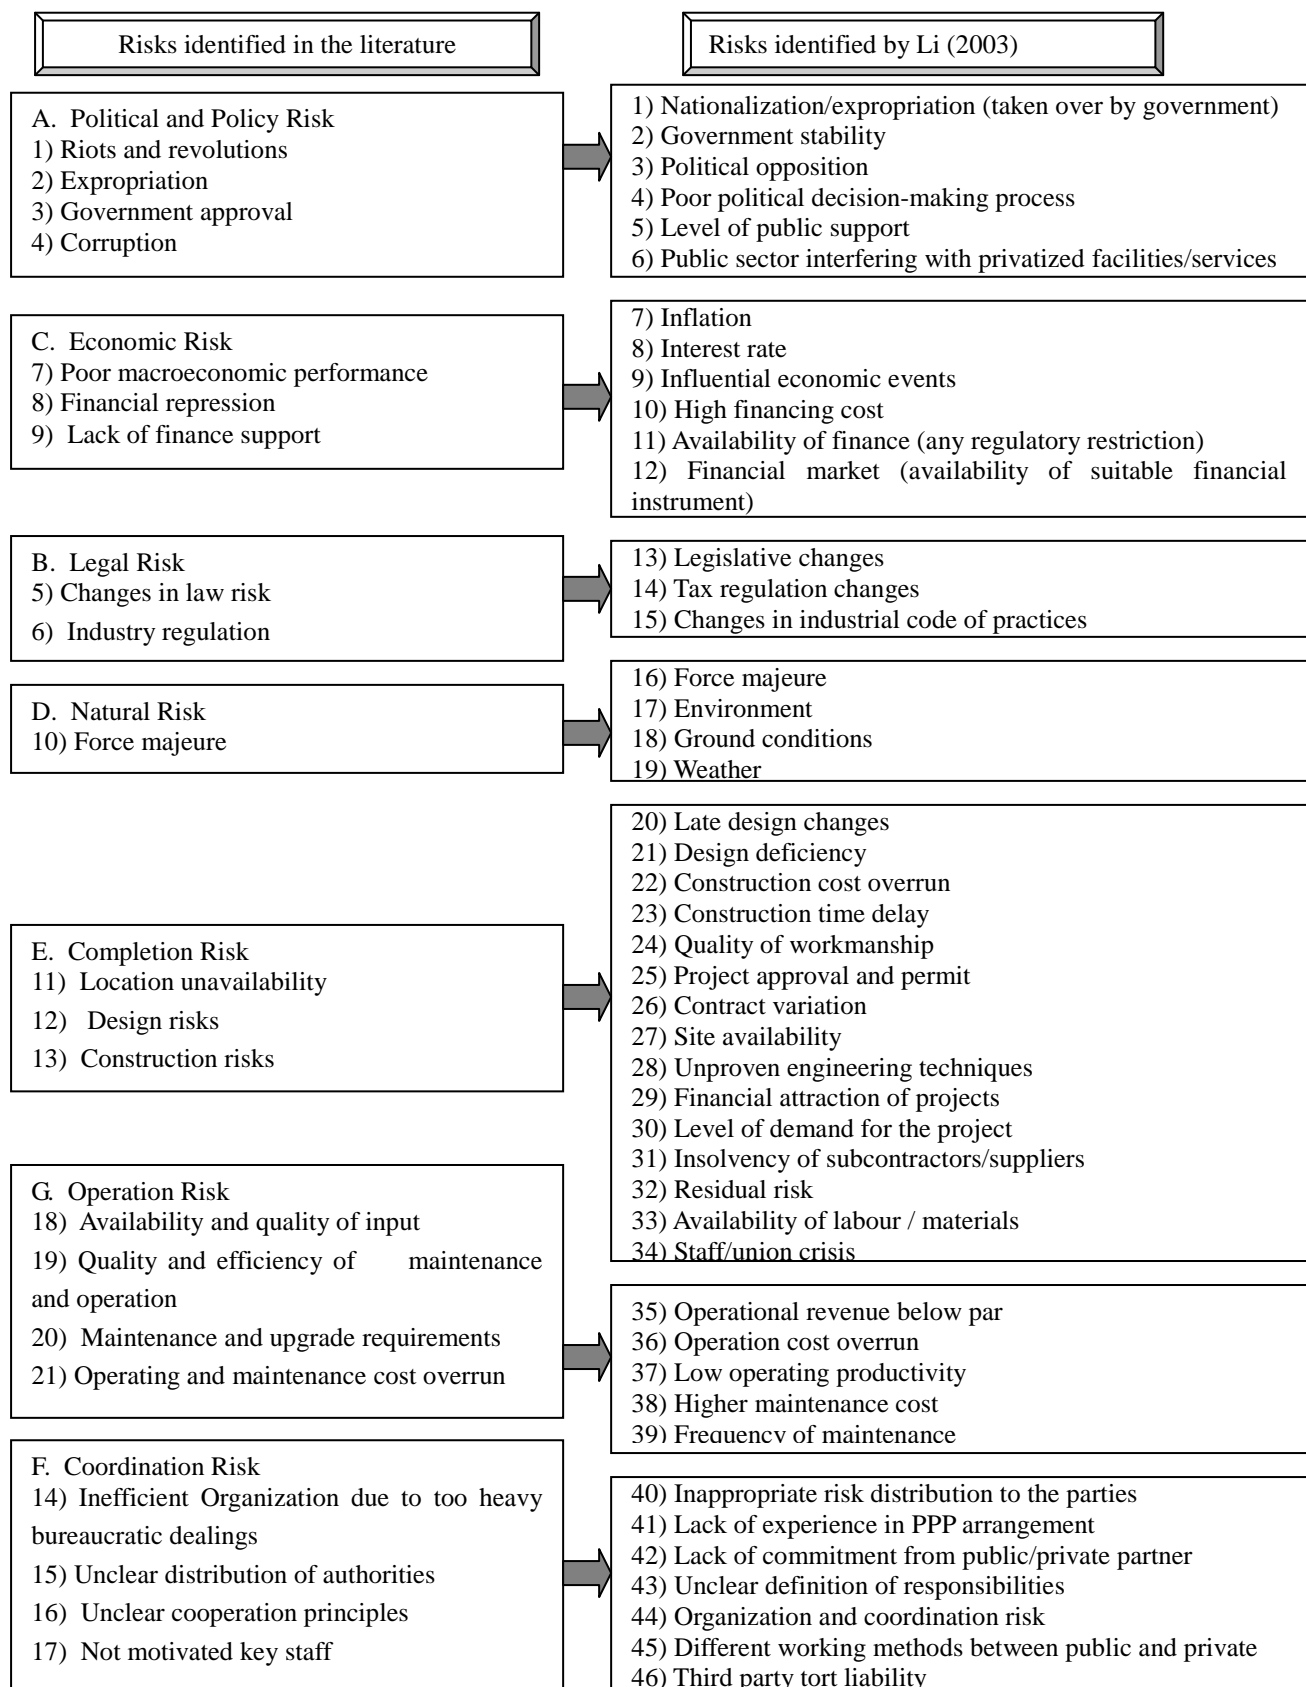 Risks identified in the literature
Risks identified by Li (2003)
A. Political and Policy Risk
1) Riots and revolutions
2) Expropriation
3) Government approval
4) Corruption
1) Nationalization/expropriation (taken over by government)
2) Government stability
3) Political opposition
4) Poor political decision-making process
5) Level of public support
6) Public sector interfering with privatized facilities/services
C. Economic Risk
7) Poor macroeconomic performance
8) Financial repression
9) Lack of finance support
7) Inflation
8) Interest rate
9) Influential economic events
10) High financing cost
11) Availability of finance (any regulatory restriction)
12) Financial market (availability of suitable financial
instrument)
B. Legal Risk
5) Changes in law risk
6) Industry regulation
13) Legislative changes
14) Tax regulation changes
15) Changes in industrial code of practices
D. Natural Risk
10) Force majeure
16) Force majeure
17) Environment
18) Ground conditions
19) Weather
E. Completion Risk
11) Location unavailability
12) Design risks
13) Construction risks
20) Late design changes
21) Design deficiency
22) Construction cost overrun
23) Construction time delay
24) Quality of workmanship
25) Project approval and permit
26) Contract variation
27) Site availability
28) Unproven engineering techniques
29) Financial attraction of projects
30) Level of demand for the project
31) Insolvency of subcontractors/suppliers
32) Residual risk
33) Availability of labour / materials
34) Staff/union crisis
G. Operation Risk
18) Availability and quality of input
19) Quality and efficiency of maintenance
and operation
20) Maintenance and upgrade requirements
21) Operating and maintenance cost overrun
35) Operational revenue below par
36) Operation cost overrun
37) Low operating productivity
38) Higher maintenance cost
39) Frequency of maintenance
F. Coordination Risk
14) Inefficient Organization due to too heavy
bureaucratic dealings
15) Unclear distribution of authorities
16) Unclear cooperation principles
17) Not motivated key staff
40) Inappropriate risk distribution to the parties
41) Lack of experience in PPP arrangement
42) Lack of commitment from public/private partner
43) Unclear definition of responsibilities
44) Organization and coordination risk
45) Different working methods between public and private
46) Third party tort liability